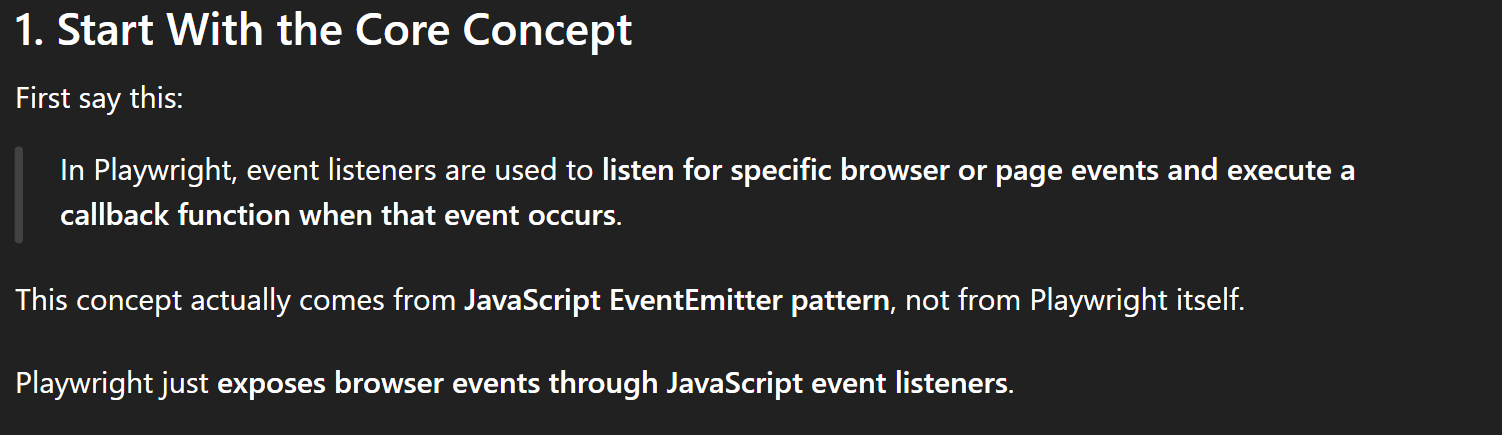 1. Start With the Core Concept
First say this:
In Playwright, event listeners are used to listen for specific browser or page events and execute a
callback function when that event occurs.
This concept actually comes from JavaScript EventEmitter pattern, not from Playwright itself.
Playwright just exposes browser events through JavaScript event listeners.